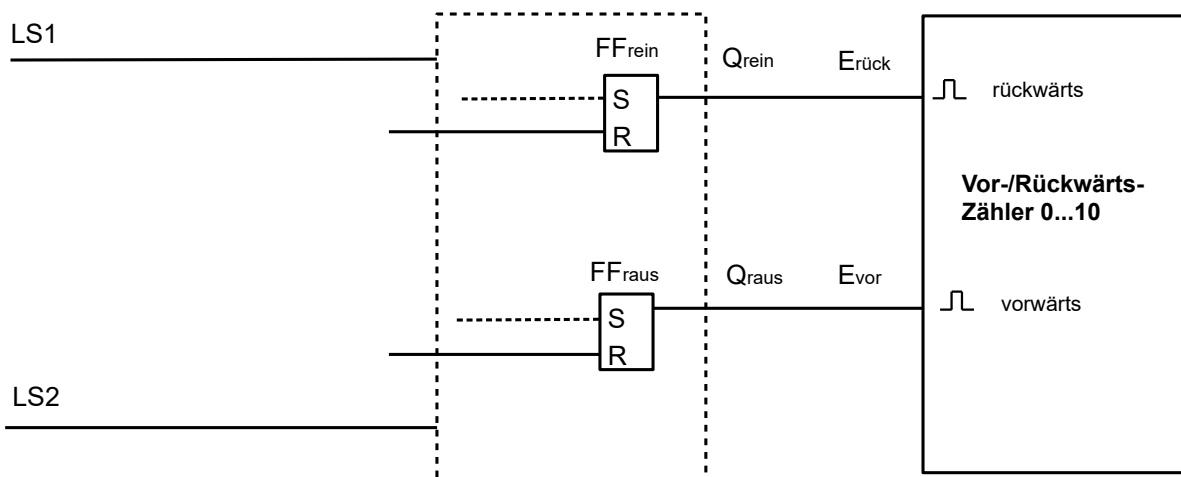 LS1
FFrein
Qrein
Erück
S
R
rückwärts
Vor-/Rückwärts-
Zähler 0...10
FFraus
Qraus
Evor
S
R
vorwärts
LS2